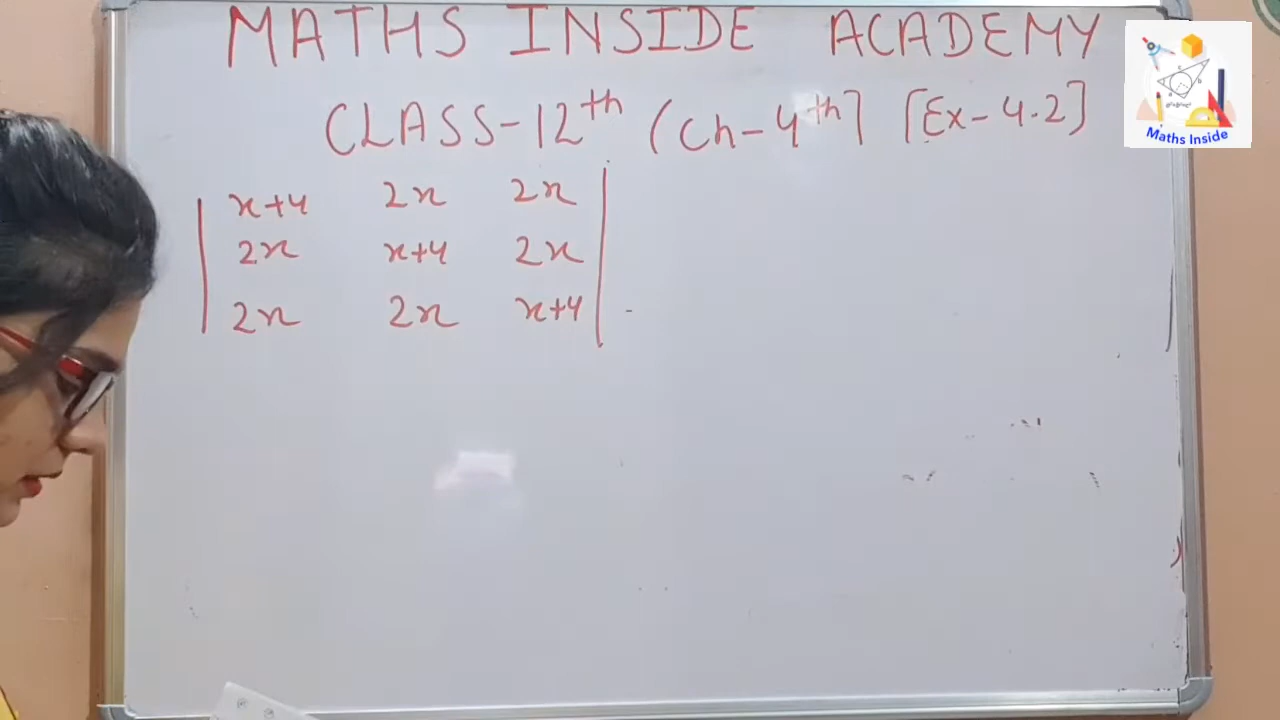 MATHS INSIDE ACADEMY
CLASS-12th (Ch-4th] [Ex-4.2]
Maths Inside
x+4 2x 2x
2x x+4 2x
2x 2x x+4